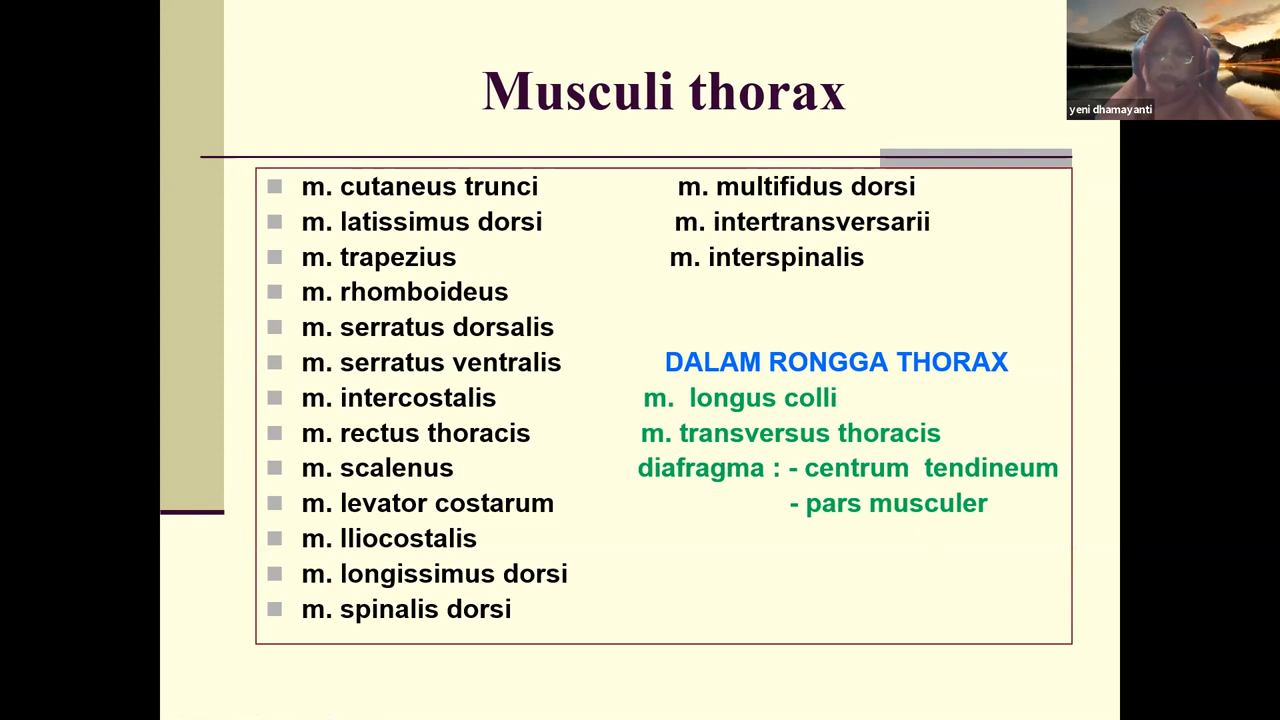 Musculi thorax
yeni dhamayanti
m. cutaneus trunci m. multifidus dorsi
m. latissimus dorsi m. intertransversarii
m. trapezius m. interspinalis
m. rhomboideus
m. serratus dorsalis
m. serratus ventralis DALAM RONGGA THORAX
m. intercostalis m. longus colli
m. rectus thoracis m. transversus thoracis
m. scalenus diafragma : - centrum tendineum
m. levator costarum - pars musculer
m. lliocostalis
m. longissimus dorsi
m. spinalis dorsi